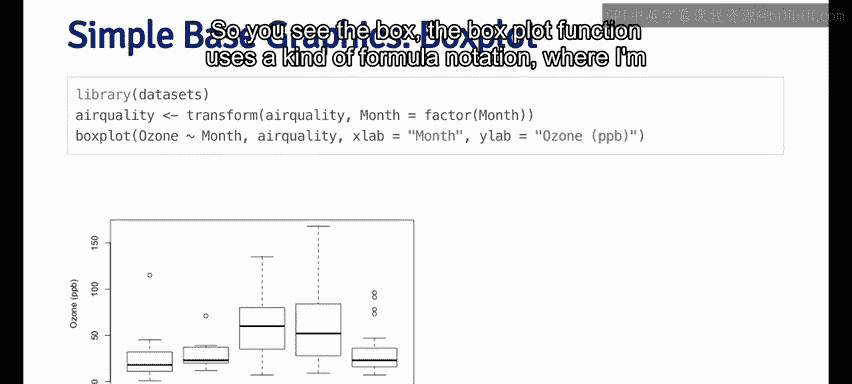 Simple Base Graphics: Boxplot
So you see the box, the box plot function
uses a kind of formula notation, where I'm
library(datasets)
airquality <- transform(airquality, Month = factor(Month))
boxplot(Ozone ~ Month, airquality, xlab = "Month", ylab = "Ozone (ppb)")
150
100
50
0
Ozone (ppb)